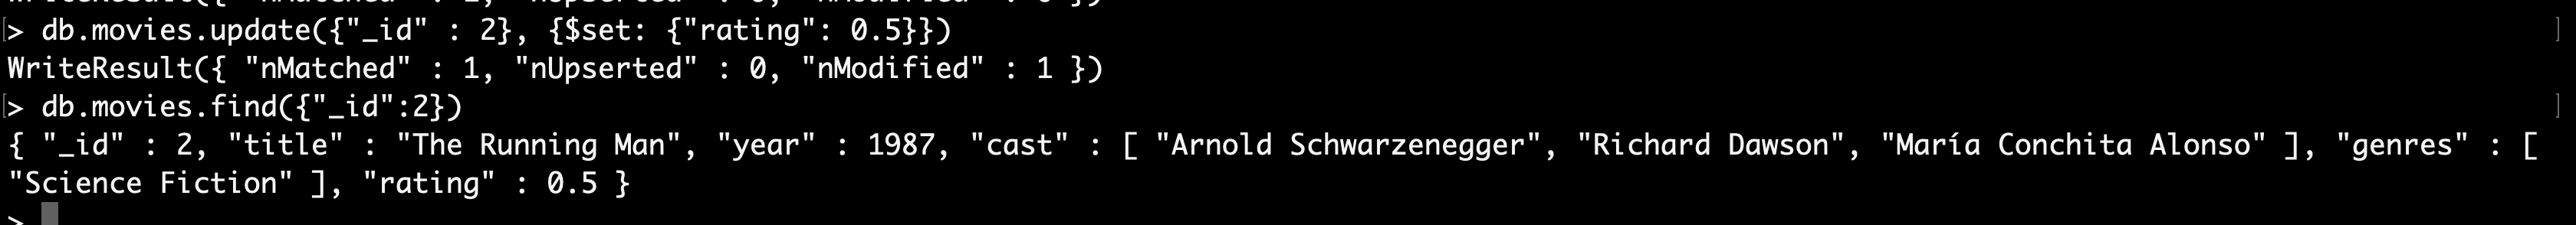 WriteResult({ "nMatched" : 1, "nUpserted" : 0, "nModified" : 0 })
> db.movies.update({"_id" : 2}, {$set: {"rating": 0.5}})
WriteResult({ "nMatched" : 1, "nUpserted" : 0, "nModified" : 1 })
> db.movies.find({"_id":2})
{ "_id" : 2, "title" : "The Running Man", "year" : 1987, "cast" : [ "Arnold Schwarzenegger", "Richard Dawson", "María Conchita Alonso" ], "genres" : [
"Science Fiction" ], "rating" : 0.5 }
>